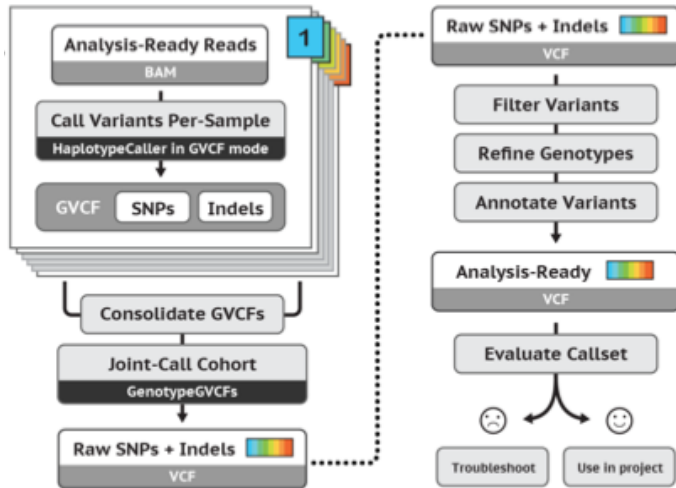 Analysis-Ready Reads
BAM
1
Call Variants Per-Sample
HaplotypeCaller in GVCF mode
GVCF SNPs Indels
Consolidate GVCFs
Joint-Call Cohort
GenotypeGVCFs
Raw SNPs + Indels
VCF
Raw SNPs + Indels
VCF
Filter Variants
Refine Genotypes
Annotate Variants
Analysis-Ready
VCF
Evaluate Callset
Troubleshoot Use in project